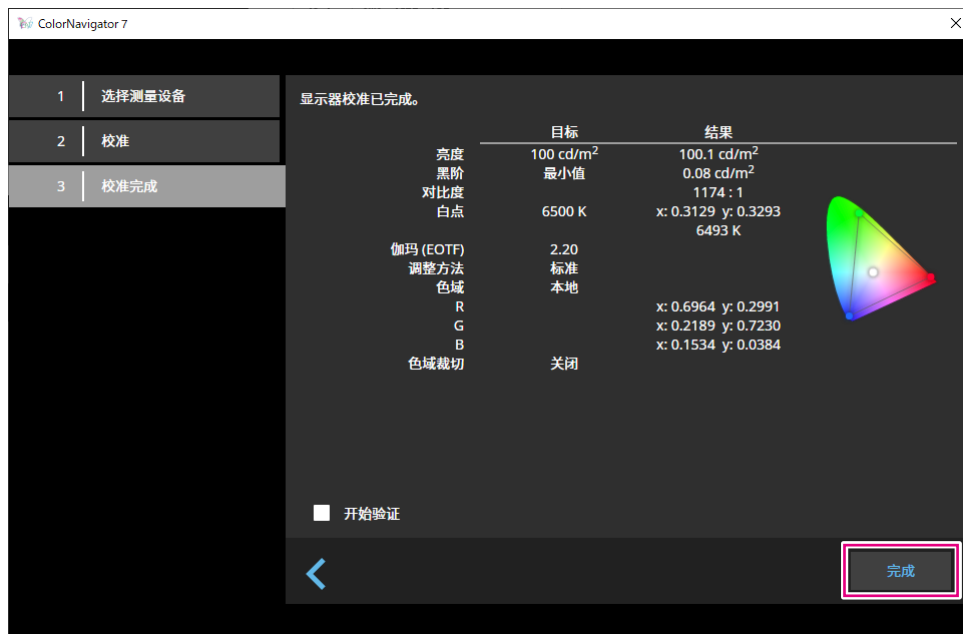 ColorNavigator 7
1 选择测量设备
2 校准
3 校准完成
显示器校准已完成。
目标 结果
亮度 100 cd/m² 100.1 cd/m²
黑阶 最小值 0.08 cd/m²
对比度 1174 : 1
白点 6500 K x: 0.3129 y: 0.3293
6493 K
伽玛 (EOTF) 2.20
调整方法 标准
色域 本地
R x: 0.6964 y: 0.2991
G x: 0.2189 y: 0.7230
B x: 0.1534 y: 0.0384
色域裁切 关闭
开始验证
完成